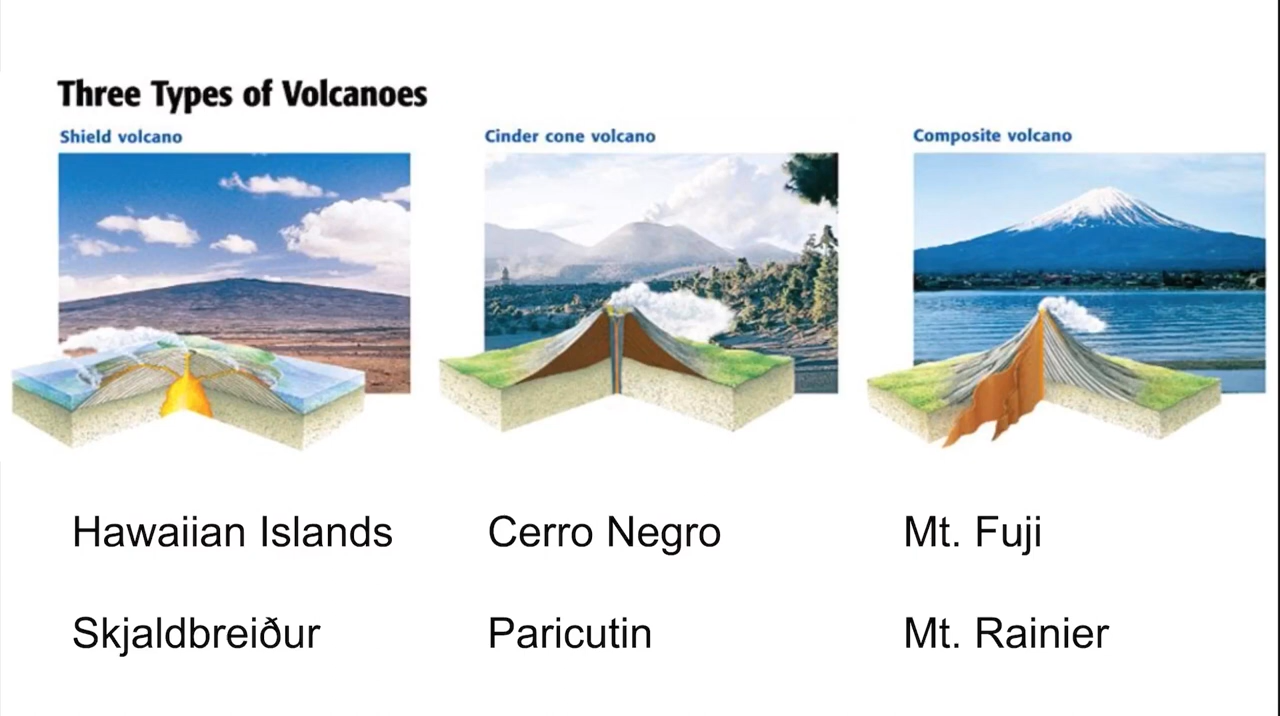 Three Types of Volcanoes
Shield volcano
Cinder cone volcano
Composite volcano
Hawaiian Islands
Cerro Negro
Mt. Fuji
Skjaldbreiður
Paricutin
Mt. Rainier